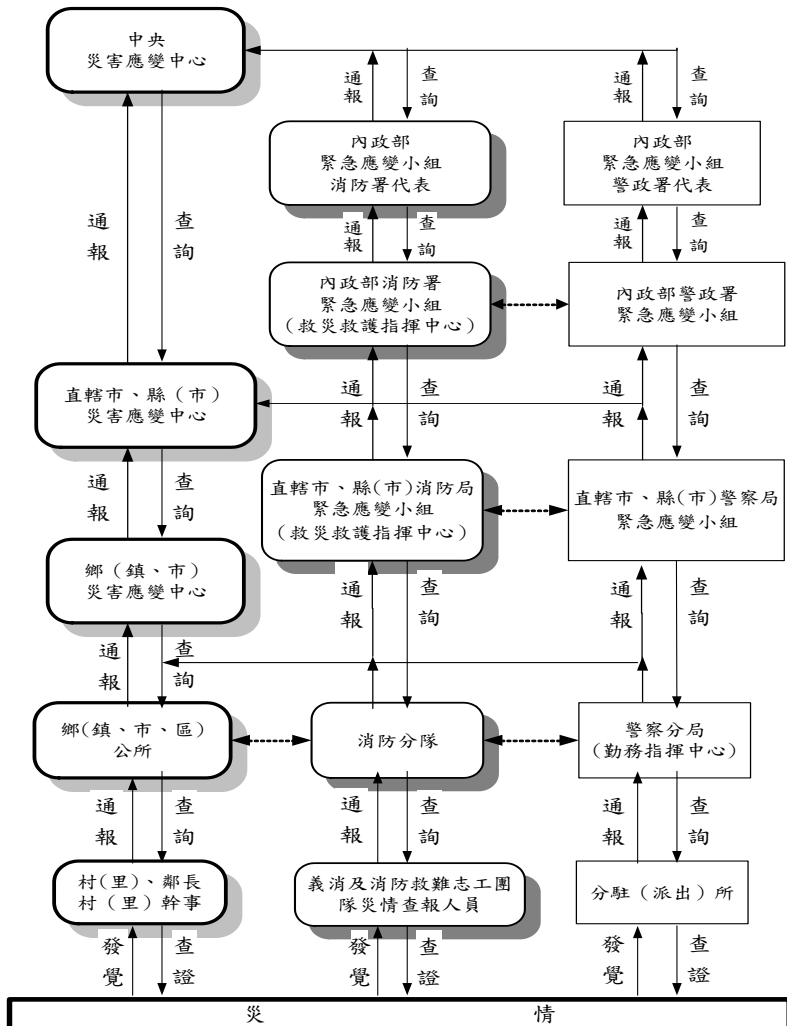 中央
災害應變中心
通報
查詢
通報
查詢
通報
查詢
內政部
緊急應變小組
消防署代表
內政部
緊急應變小組
警政署代表
通報
查詢
通報
查詢
通報
查詢
內政部消防署
緊急應變小組
（救災救護指揮中心）
內政部警政署
緊急應變小組
直轄市、縣（市）
災害應變中心
通報
查詢
通報
查詢
通報
查詢
直轄市、縣(市)消防局
緊急應變小組
（救災救護指揮中心）
直轄市、縣(市)警察局
緊急應變小組
鄉（鎮、市）
災害應變中心
通報
查詢
通報
查詢
通報
查詢
鄉(鎮、市、區)
公所
消防分隊
警察分局
(勤務指揮中心)
通報
查詢
通報
查詢
通報
查詢
村(里)、鄰長
村（里）幹事
義消及消防救難志工團
隊災情查報人員
分駐（派出）所
發覺
查證
發覺
查證
發覺
查證
災情